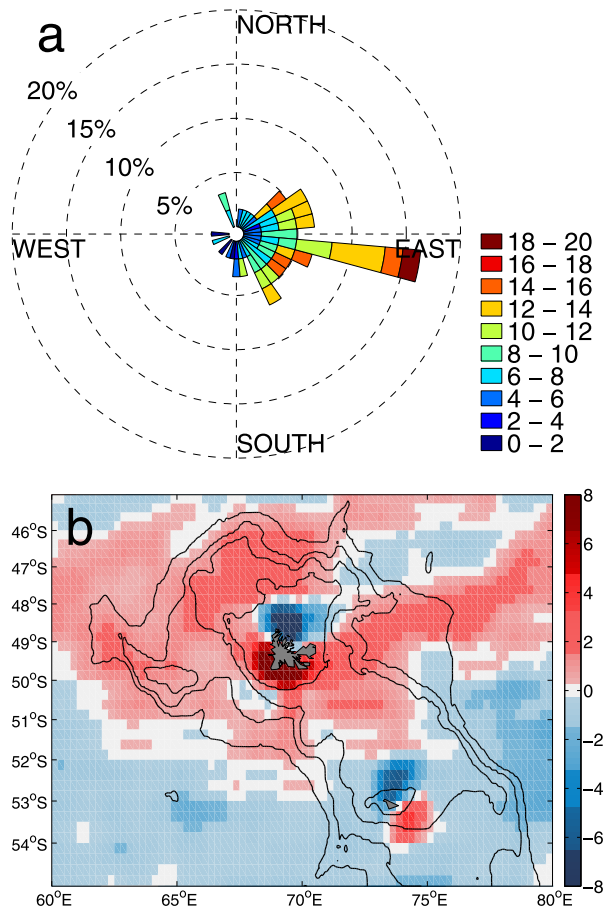 a
NORTH
20%
15%
10%
5%
WEST
EAST
SOUTH
18 – 20
16 – 18
14 – 16
12 – 14
10 – 12
8 – 10
6 – 8
4 – 6
2 – 4
0 – 2
b
46°S
47°S
48°S
49°S
50°S
51°S
52°S
53°S
54°S
60°E
65°E
70°E
75°E
80°E
8
6
4
2
0
−2
−4
−6
−8